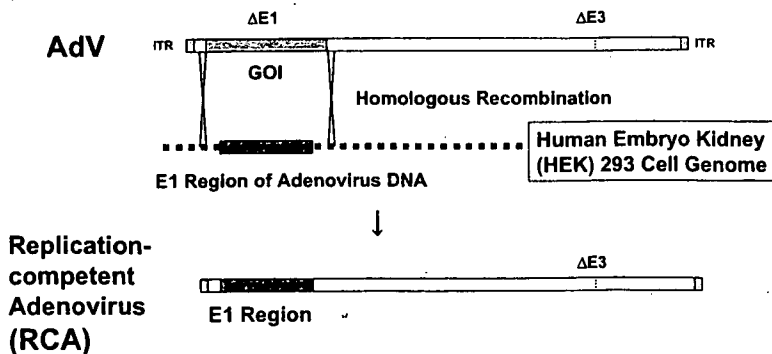 ΔE1 ΔE3
AdV ITR ITR
GOI
Homologous Recombination
Human Embryo Kidney
(HEK) 293 Cell Genome
E1 Region of Adenovirus DNA
Replication-
competent
Adenovirus
(RCA)
ΔE3
E1 Region